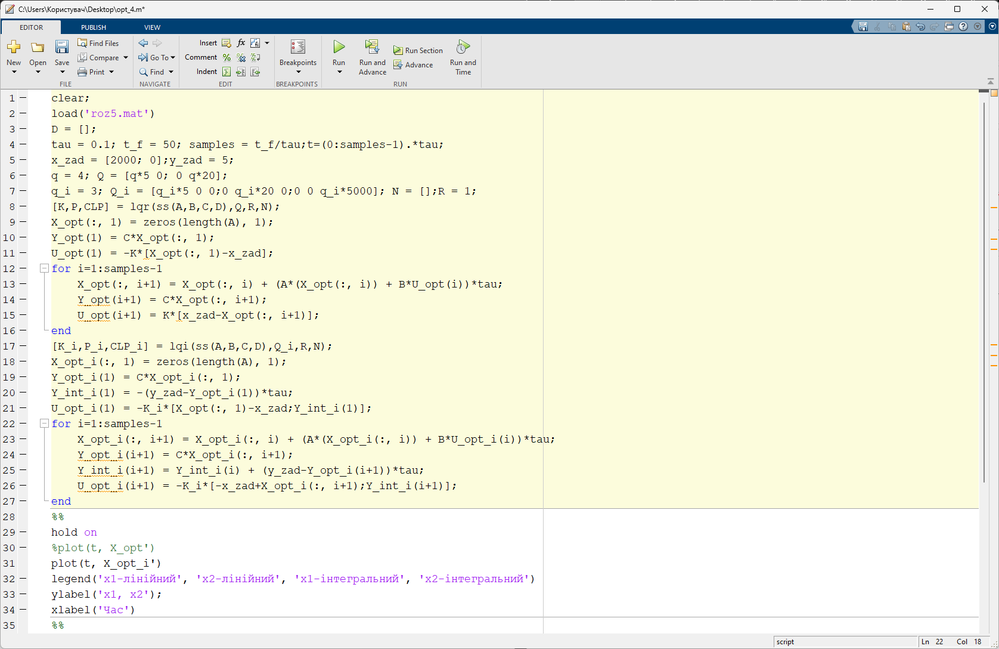 C:\Users\Користувач\Desktop\opt_4.m*
EDITOR PUBLISH VIEW
New Open Save Find Files Compare Print
FILE
Go To Find
NAVIGATE
Insert fx
Comment
Indent
EDIT
Breakpoints
BREAKPOINTS
Run Run and Advance Run Section Advance Run and Time
RUN
1 clear;
2 load('roz5.mat')
3 D = [];
4 tau = 0.1; t_f = 50; samples = t_f/tau;t=(0:samples-1).*tau;
5 x_zad = [2000; 0];y_zad = 5;
6 q = 4; Q = [q*5 0; 0 q*20];
7 q_i = 3; Q_i = [q_i*5 0 0;0 q_i*20 0;0 0 q_i*5000]; N = [];R = 1;
8 [K,P,CLP] = lqr(ss(A,B,C,D),Q,R,N);
9 X_opt(:, 1) = zeros(length(A), 1);
10 Y_opt(1) = C*X_opt(:, 1);
11 U_opt(1) = -K*[X_opt(:, 1)-x_zad];
12 for i=1:samples-1
13 X_opt(:, i+1) = X_opt(:, i) + (A*(X_opt(:, i)) + B*U_opt(i))*tau;
14 Y_opt(i+1) = C*X_opt(:, i+1);
15 U_opt(i+1) = K*[x_zad-X_opt(:, i+1)];
16 end
17 [K_i,P_i,CLP_i] = lqi(ss(A,B,C,D),Q_i,R,N);
18 X_opt_i(:, 1) = zeros(length(A), 1);
19 Y_opt_i(1) = C*X_opt_i(:, 1);
20 Y_int_i(1) = -(y_zad-Y_opt_i(1))*tau;
21 U_opt_i(1) = -K_i*[X_opt(:, 1)-x_zad;Y_int_i(1)];
22 for i=1:samples-1
23 X_opt_i(:, i+1) = X_opt_i(:, i) + (A*(X_opt_i(:, i)) + B*U_opt_i(i))*tau;
24 Y_opt_i(i+1) = C*X_opt_i(:, i+1);
25 Y_int_i(i+1) = Y_int_i(i) + (y_zad-Y_opt_i(i+1))*tau;
26 U_opt_i(i+1) = -K_i*[-x_zad+X_opt_i(:, i+1);Y_int_i(i+1)];
27 end
28 %%
29 hold on
30 %plot(t, X_opt')
31 plot(t, X_opt_i')
32 legend('x1-лінійний', 'x2-лінійний', 'x1-інтегральний', 'x2-інтегральний')
33 ylabel('x1, x2');
34 xlabel('Час')
35 %%
script Ln 22 Col 18